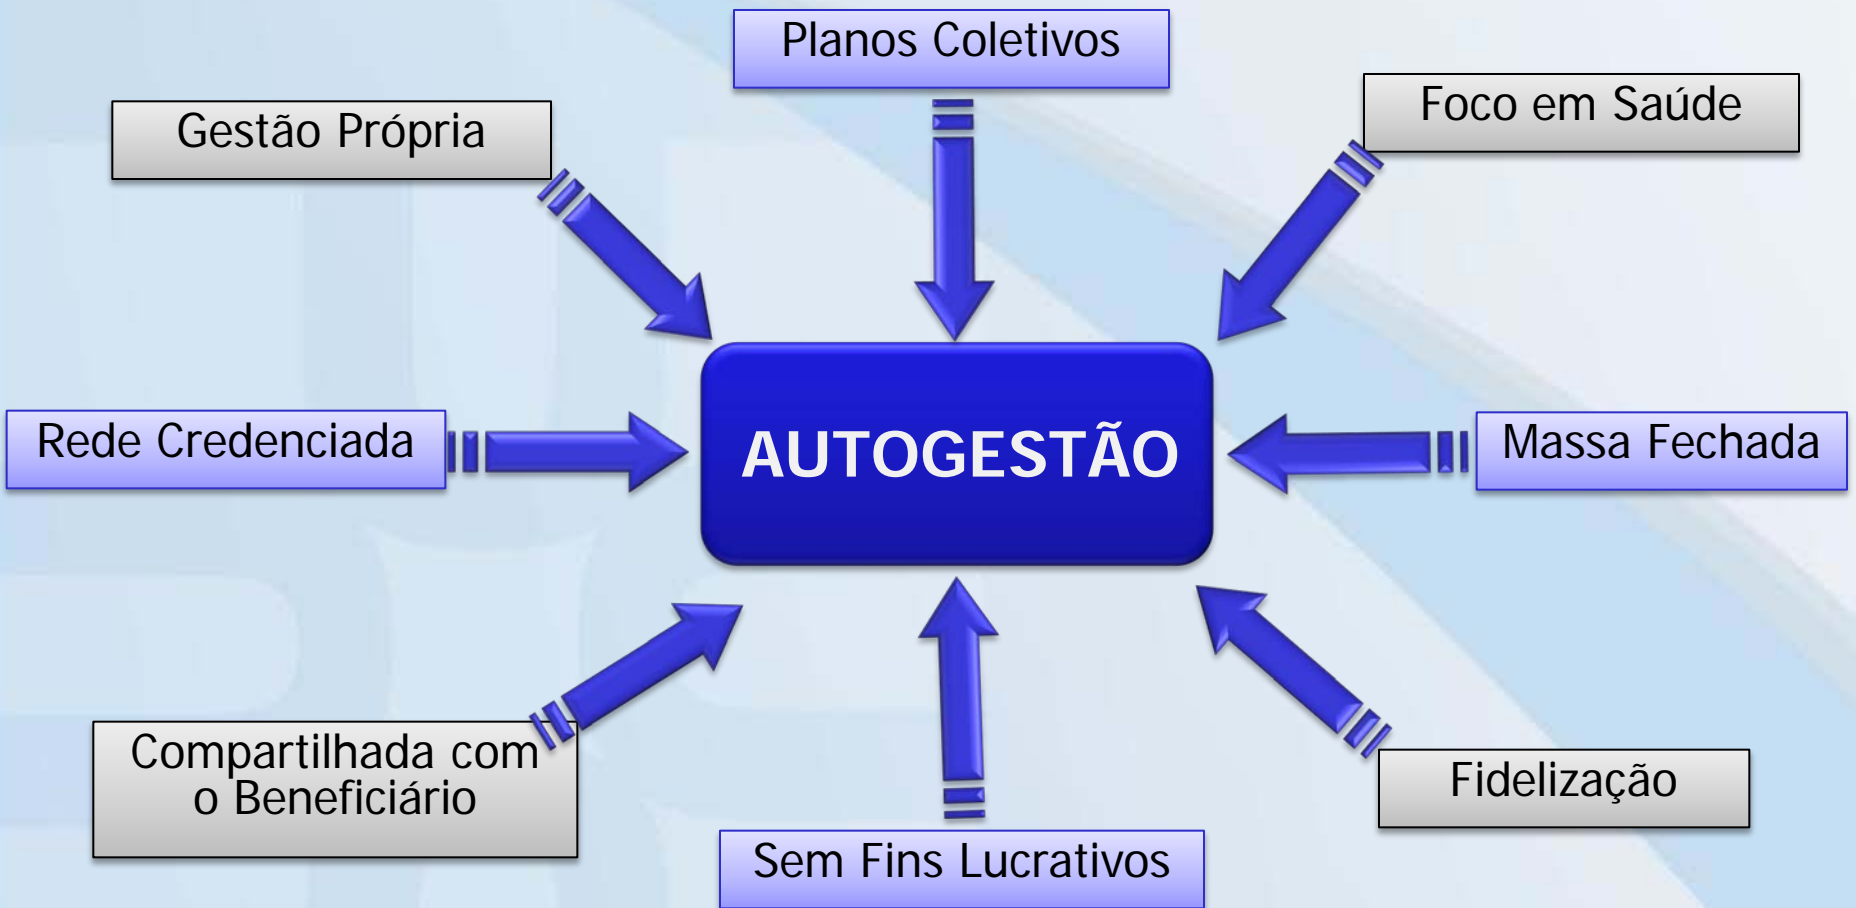 Planos Coletivos
Foco em Saúde
Gestão Própria
Rede Credenciada
AUTOGESTÃO
Massa Fechada
Compartilhada com
o Beneficiário
Fidelização
Sem Fins Lucrativos